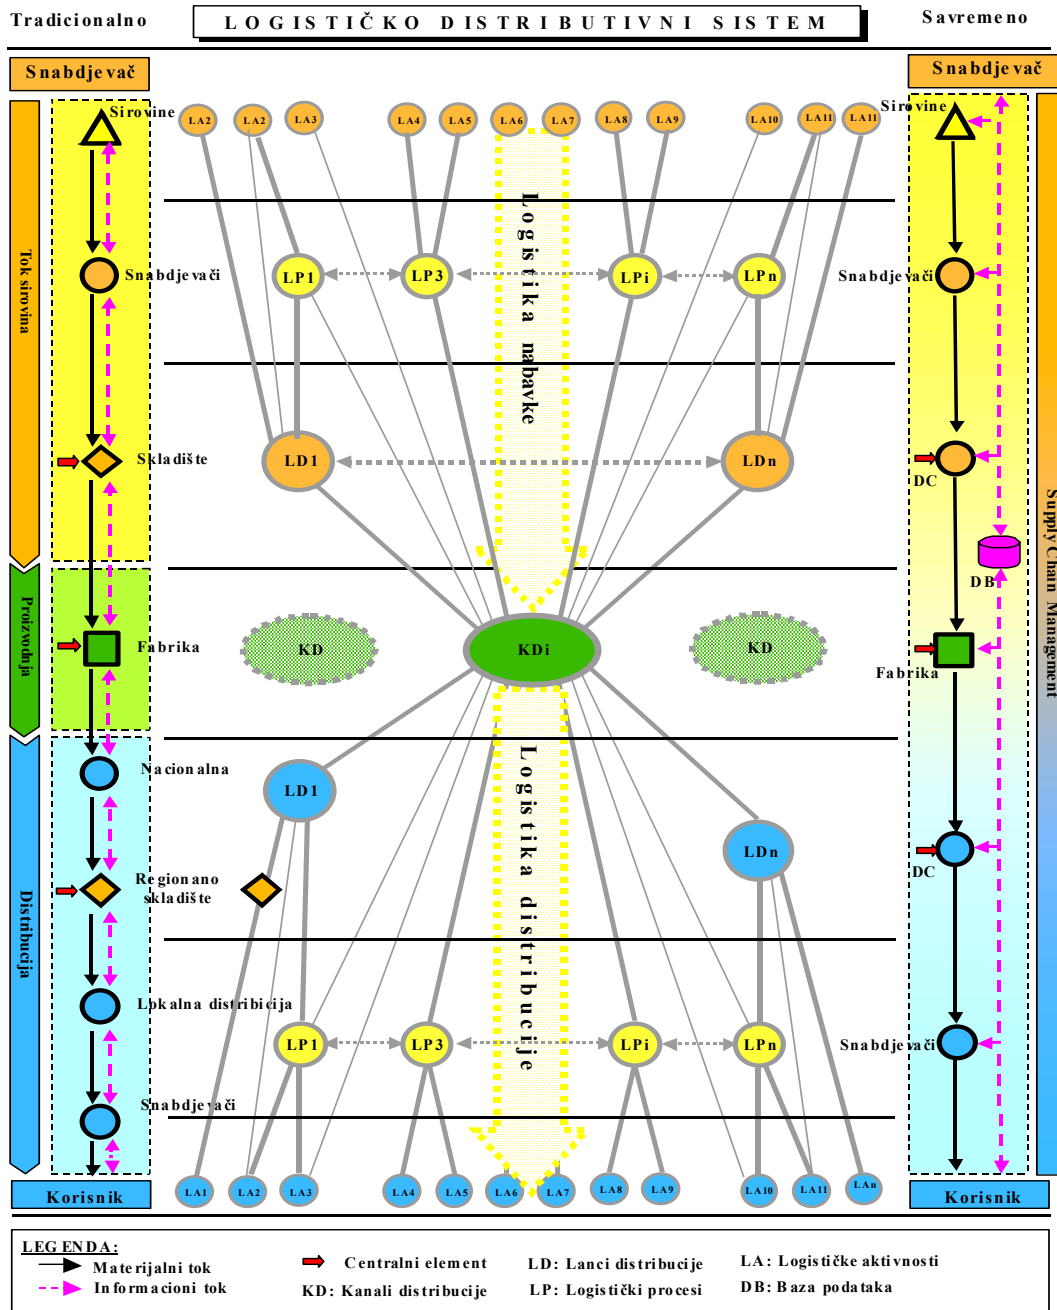 Tradicionalno
LOGISTIČKO DISTRIBUTIVNI SISTEM
Savremeno
Snabdjevač
Snabdjevač
Sirovine
LA2
LA2
LA3
LA4
LA5
LA6
LA7
LA8
LA9
LA10
LA11
LA11
Sirovine
Tok sirovina
Logistika nabavke
Snabdjevači
LP1
LP3
LPi
LPn
Snabdjevači
Skladište
LD1
LDn
DC
Supply Chain Management
DB
Proizvodnja
Fabrika
KD
KDi
KD
Fabrika
Nacionalna
LD1
Logistika distribucije
LDn
DC
Distribucija
Regionano
skladište
Lokalna distribicija
LP1
LP3
LPi
LPn
Snabdjevači
Snabdjevači
Korisnik
LA1
LA2
LA3
LA4
LA5
LA6
LA7
LA8
LA9
LA10
LA11
LAn
Korisnik
LEGENDA:
Materijalni tok
Informacioni tok
Centralni element
KD: Kanali distribucije
LD: Lanci distribucije
LP: Logistički procesi
LA: Logističke aktivnosti
DB: Baza podataka